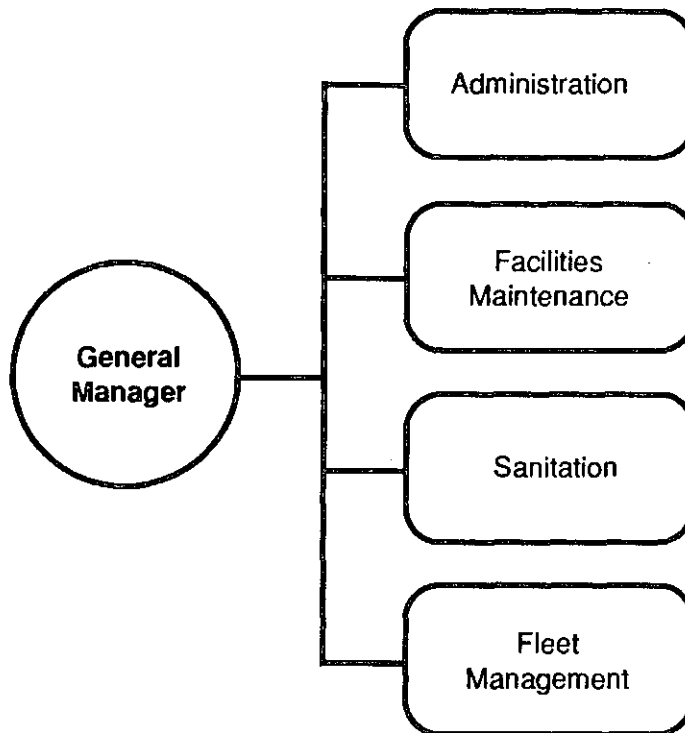 Administration
Facilities
Maintenance
General
Manager
Sanitation
Fleet
Management